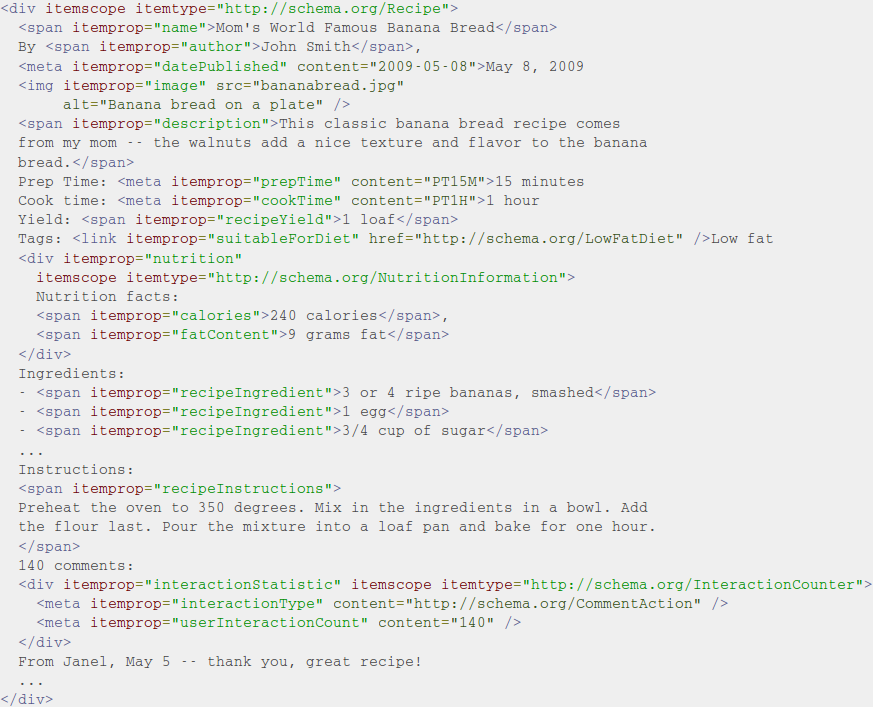 <div itemscope itemtype="http://schema.org/Recipe">
  <span itemprop="name">Mom's World Famous Banana Bread</span>
  By <span itemprop="author">John Smith</span>,
  <meta itemprop="datePublished" content="2009-05-08">May 8, 2009
  <img itemprop="image" src="bananabread.jpg"
       alt="Banana bread on a plate" />
  <span itemprop="description">This classic banana bread recipe comes
  from my mom -- the walnuts add a nice texture and flavor to the banana
  bread.</span>
  Prep Time: <meta itemprop="prepTime" content="PT15M">15 minutes
  Cook time: <meta itemprop="cookTime" content="PT1H">1 hour
  Yield: <span itemprop="recipeYield">1 loaf</span>
  Tags: <link itemprop="suitableForDiet" href="http://schema.org/LowFatDiet" />Low fat
  <div itemprop="nutrition"
    itemscope itemtype="http://schema.org/NutritionInformation">
    Nutrition facts:
    <span itemprop="calories">240 calories</span>,
    <span itemprop="fatContent">9 grams fat</span>
  </div>
  Ingredients:
  - <span itemprop="recipeIngredient">3 or 4 ripe bananas, smashed</span>
  - <span itemprop="recipeIngredient">1 egg</span>
  - <span itemprop="recipeIngredient">3/4 cup of sugar</span>
  ...
  Instructions:
  <span itemprop="recipeInstructions">
  Preheat the oven to 350 degrees. Mix in the ingredients in a bowl. Add
  the flour last. Pour the mixture into a loaf pan and bake for one hour.
  </span>
  140 comments:
  <div itemprop="interactionStatistic" itemscope itemtype="http://schema.org/InteractionCounter">
    <meta itemprop="interactionType" content="http://schema.org/CommentAction" />
    <meta itemprop="userInteractionCount" content="140" />
  </div>
  From Janel, May 5 -- thank you, great recipe!
  ...
</div>